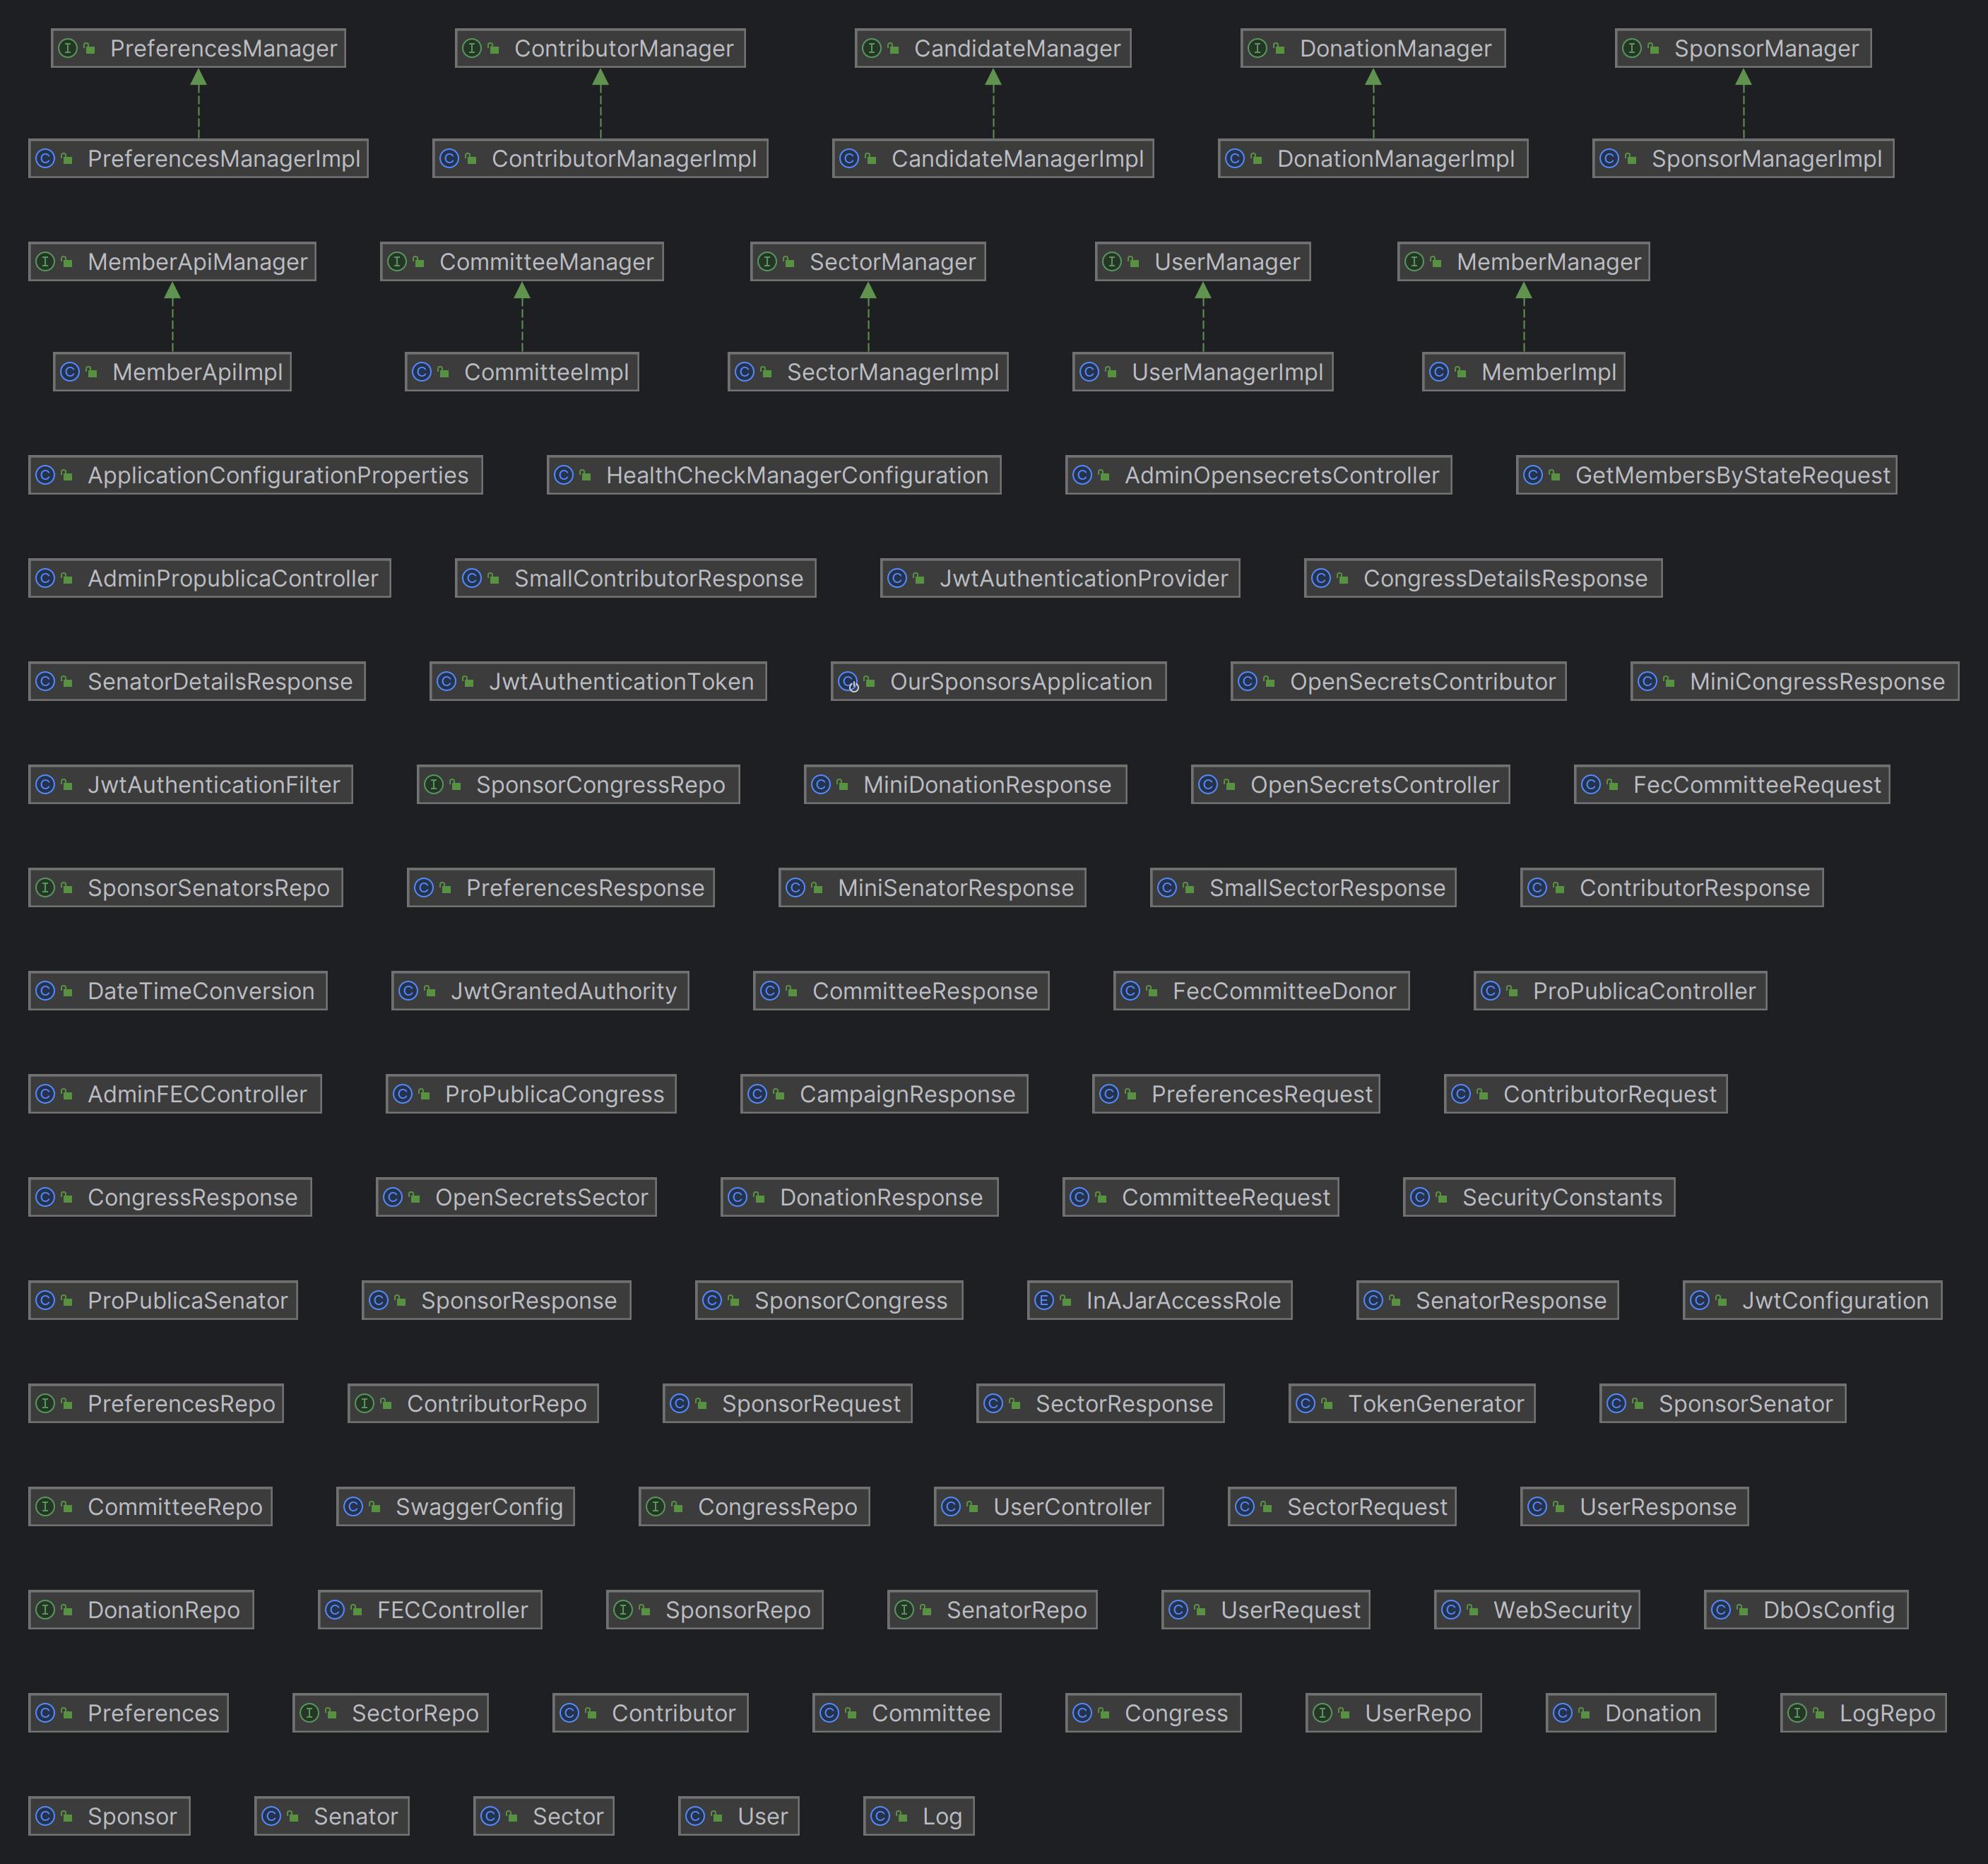 PreferencesManager ContributorManager CandidateManager DonationManager SponsorManager
PreferencesManagerImpl ContributorManagerImpl CandidateManagerImpl DonationManagerImpl SponsorManagerImpl
MemberApiManager CommitteeManager SectorManager UserManager MemberManager
MemberApiImpl CommitteeImpl SectorManagerImpl UserManagerImpl MemberImpl
ApplicationConfigurationProperties HealthCheckManagerConfiguration AdminOpensecretsController GetMembersByStateRequest
AdminPropublicaController SmallContributorResponse JwtAuthenticationProvider CongressDetailsResponse
SenatorDetailsResponse JwtAuthenticationToken OurSponsorsApplication OpenSecretsContributor MiniCongressResponse
JwtAuthenticationFilter SponsorCongressRepo MiniDonationResponse OpenSecretsController FecCommitteeRequest
SponsorSenatorsRepo PreferencesResponse MiniSenatorResponse SmallSectorResponse ContributorResponse
DateTimeConversion JwtGrantedAuthority CommitteeResponse FecCommitteeDonor ProPublicaController
AdminFECController ProPublicaCongress CampaignResponse PreferencesRequest ContributorRequest
CongressResponse OpenSecretsSector DonationResponse CommitteeRequest SecurityConstants
ProPublicaSenator SponsorResponse SponsorCongress InAJarAccessRole SenatorResponse JwtConfiguration
PreferencesRepo ContributorRepo SponsorRequest SectorResponse TokenGenerator SponsorSenator
CommitteeRepo SwaggerConfig CongressRepo UserController SectorRequest UserResponse
DonationRepo FECController SponsorRepo SenatorRepo UserRequest WebSecurity DbOsConfig
Preferences SectorRepo Contributor Committee Congress UserRepo Donation LogRepo
Sponsor Senator Sector User Log